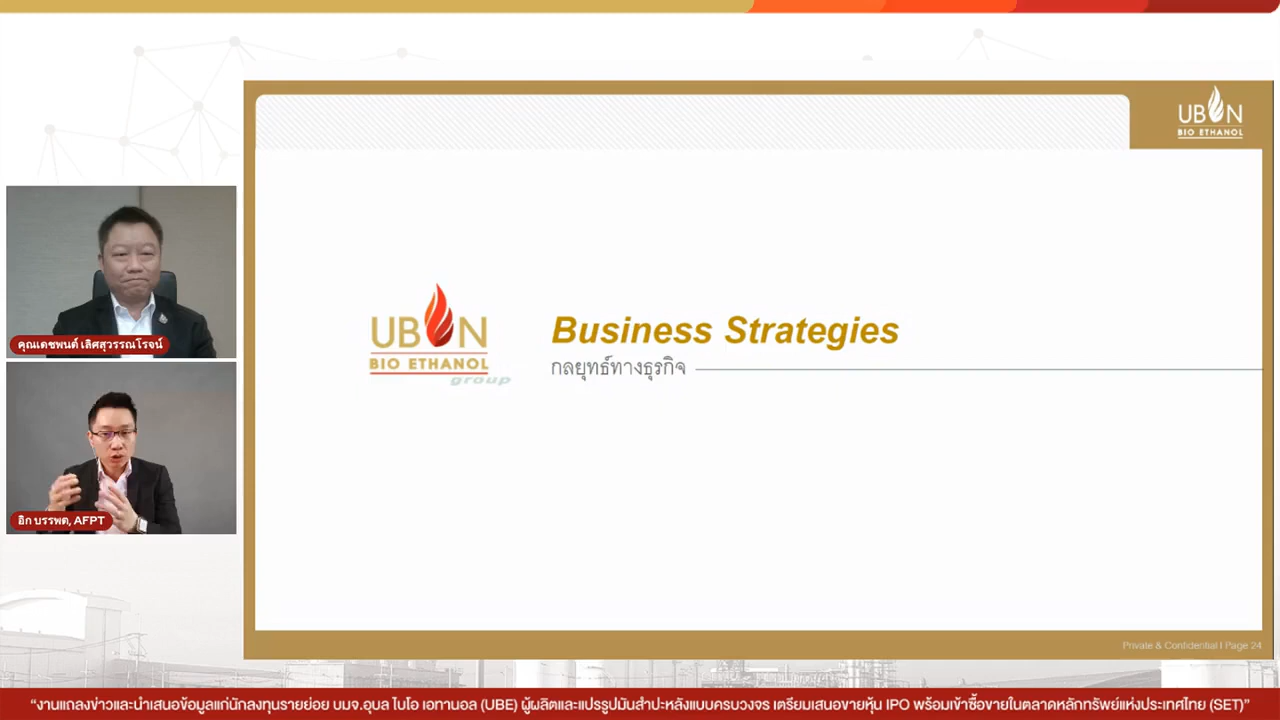 UBON
BIO ETHANOL
คุณเดชพนต์ เลิศสุวรรณโรจน์
อิก บรรพต, AFPT
UBON
BIO ETHANOL
group
Business Strategies
กลยุทธ์ทางธุรกิจ
Private & Confidential | Page 24
“งานแถลงข่าวและนำเสนอข้อมูลแก่นักลงทุนรายย่อย บมจ.อุบล ไบโอ เอทานอล (UBE) ผู้ผลิตและแปรรูปมันสำปะหลังแบบครบวงจร เตรียมเสนอขายหุ้น IPO พร้อมเข้าซื้อขายในตลาดหลักทรัพย์แห่งประเทศไทย (SET)”